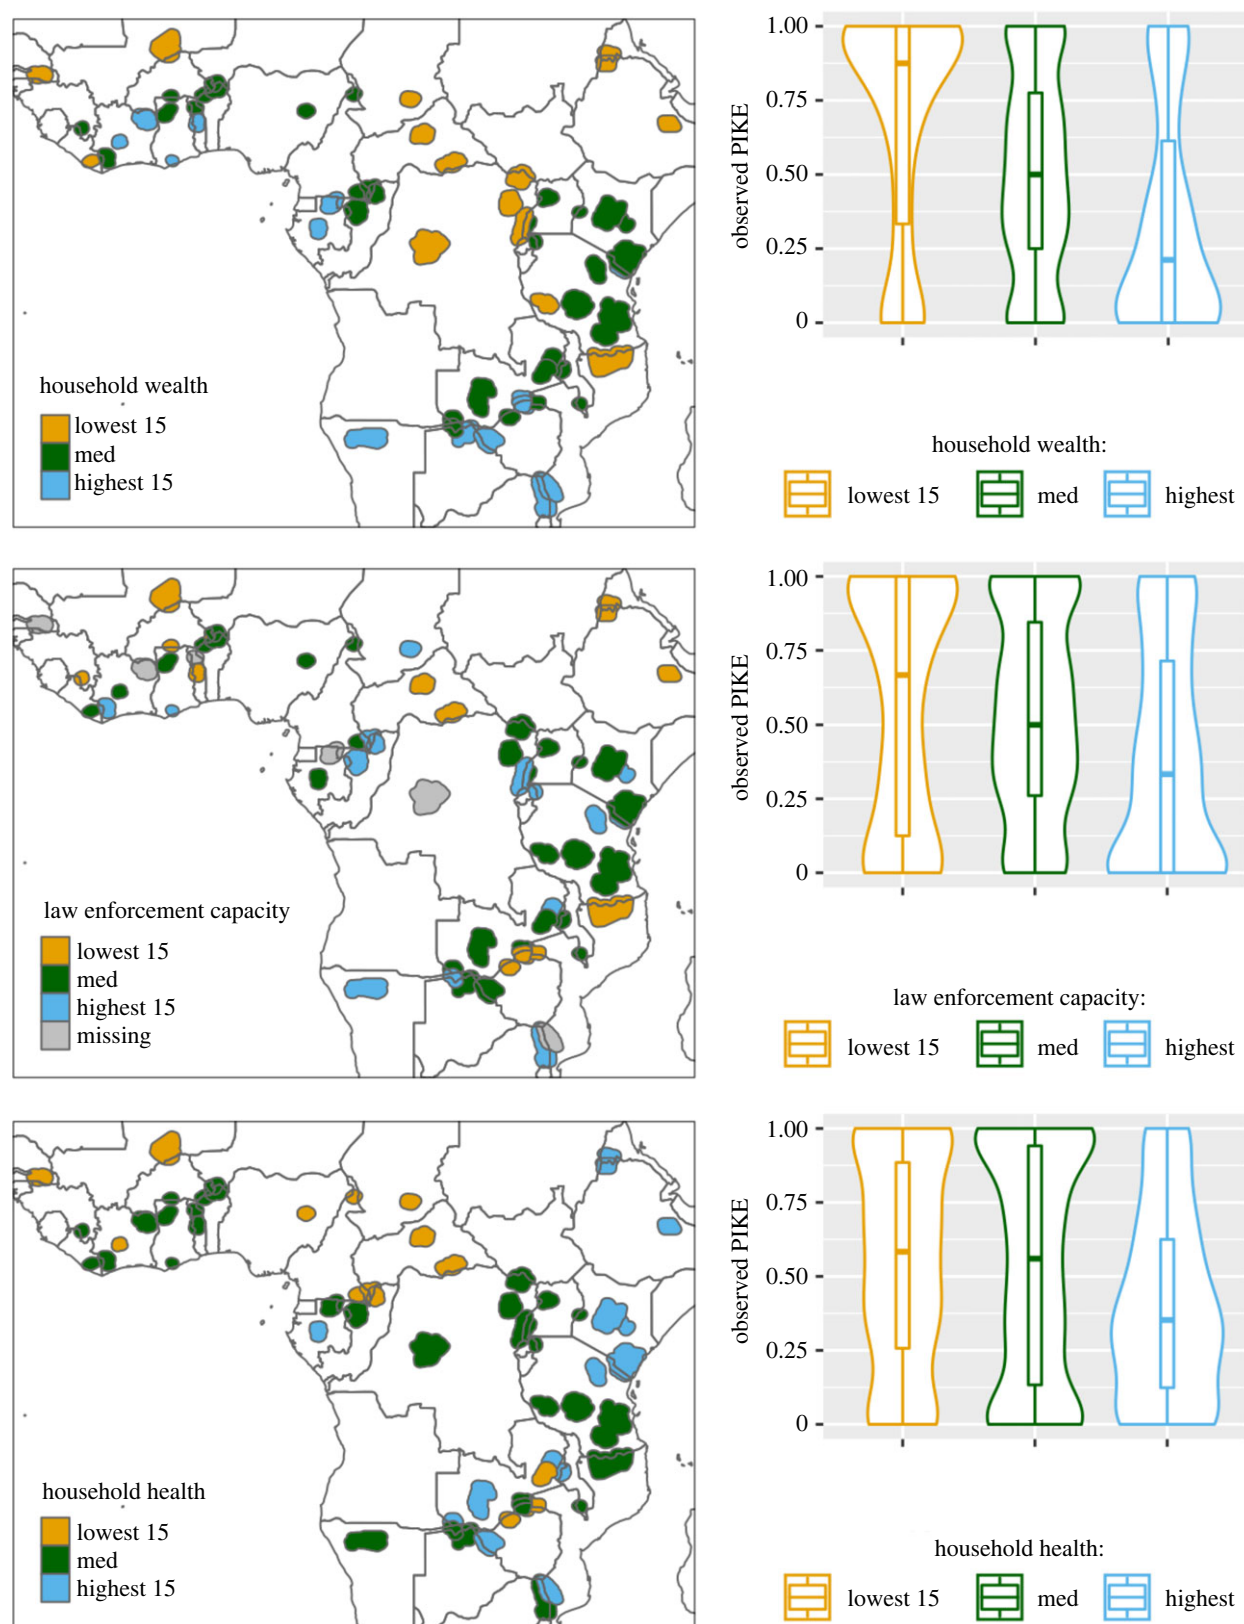 household wealth
lowest 15
med
highest 15
1.00
0.75
0.50
0.25
0
observed PIKE
household wealth:
lowest 15 med highest
law enforcement capacity
lowest 15
med
highest 15
missing
1.00
0.75
0.50
0.25
0
observed PIKE
law enforcement capacity:
lowest 15 med highest
household health
lowest 15
med
highest 15
1.00
0.75
0.50
0.25
0
observed PIKE
household health:
lowest 15 med highest